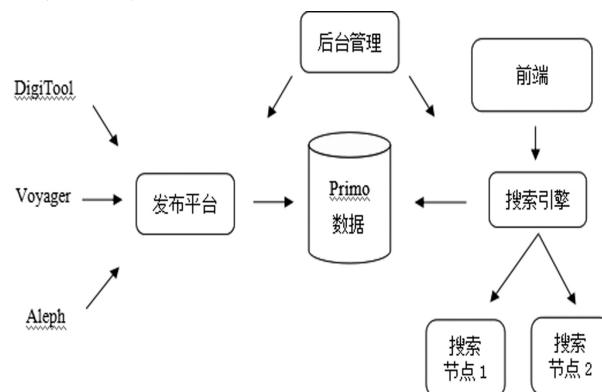 后台管理
前端
DigiTool
Voyager
发布平台
Primo
数据
搜索引擎
Aleph
搜索
节点 1
搜索
节点 2